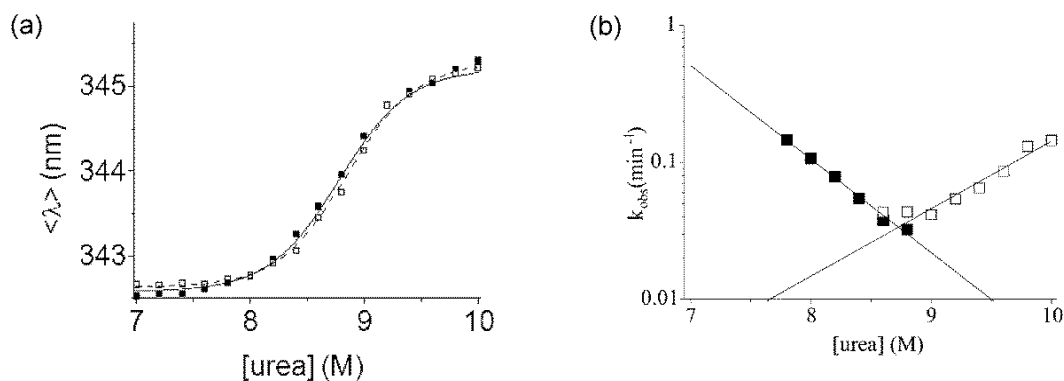 (a)
345
344
343
<λ> (nm)
7
8
9
10
[urea] (M)
(b)
1
0.1
0.01
k_obs(min⁻¹)
7
8
9
10
[urea] (M)